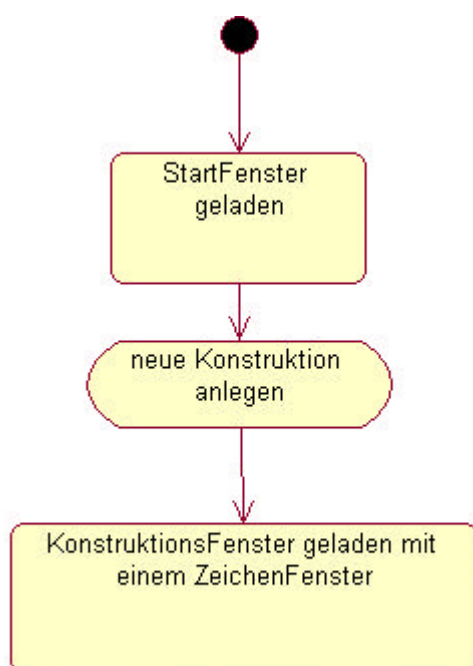 StartFenster
geladen
neue Konstruktion
anlegen
KonstruktionsFenster geladen mit
einem ZeichenFenster